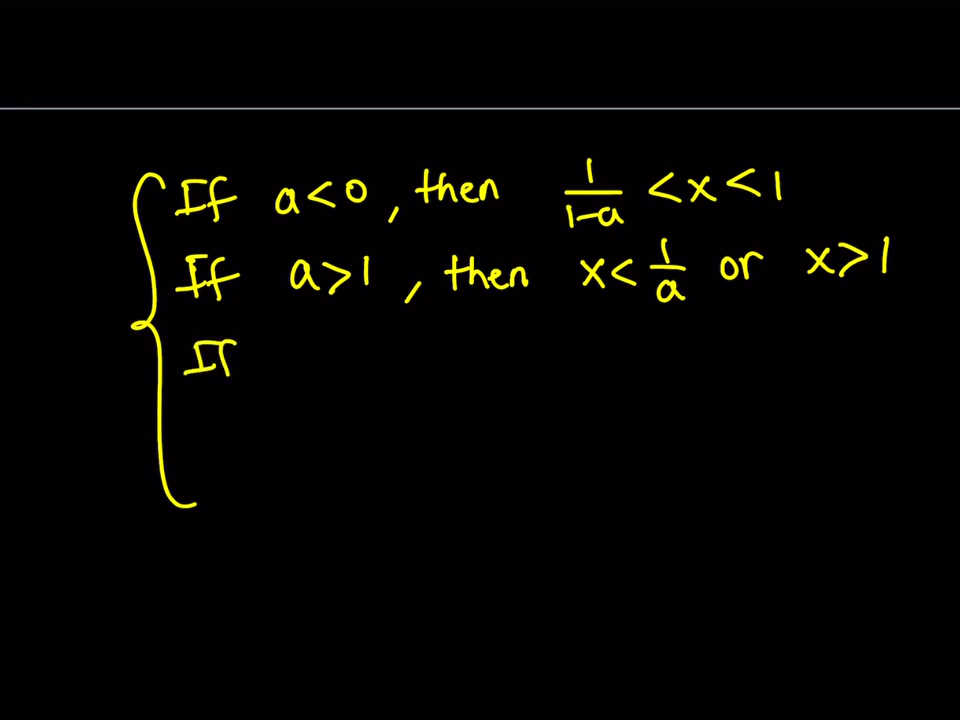 If a<0, then 1/(1-a) <x<1
If a>1, then x<1/a or x>1
If